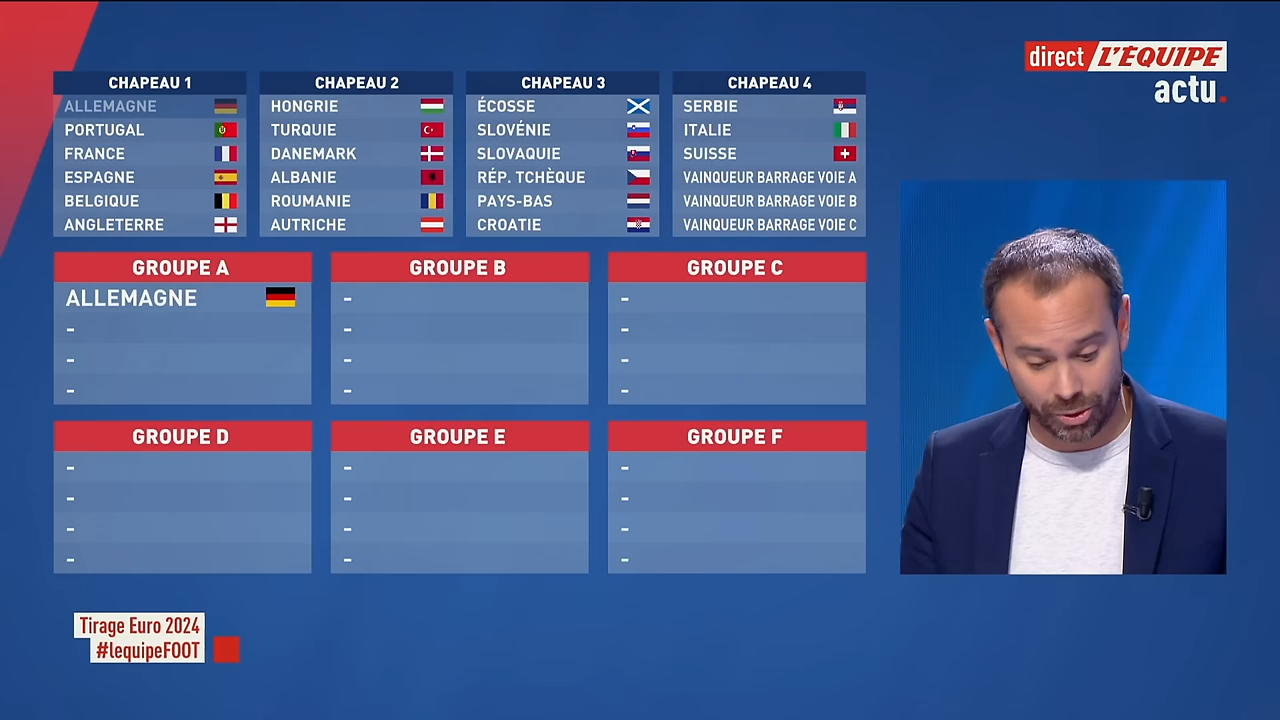 direct L'ÉQUIPE
actu.
CHAPEAU 1
ALLEMAGNE
PORTUGAL
FRANCE
ESPAGNE
BELGIQUE
ANGLETERRE
CHAPEAU 2
HONGRIE
TURQUIE
DANEMARK
ALBANIE
ROUMANIE
AUTRICHE
CHAPEAU 3
ÉCOSSE
SLOVÉNIE
SLOVAQUIE
RÉP. TCHÈQUE
PAYS-BAS
CROATIE
CHAPEAU 4
SERBIE
ITALIE
SUISSE
VAINQUEUR BARRAGE VOIE A
VAINQUEUR BARRAGE VOIE B
VAINQUEUR BARRAGE VOIE C
GROUPE A
ALLEMAGNE
-
-
-
GROUPE B
-
-
-
-
GROUPE C
-
-
-
-
GROUPE D
-
-
-
-
GROUPE E
-
-
-
-
GROUPE F
-
-
-
-
Tirage Euro 2024
#lequipeFOOT